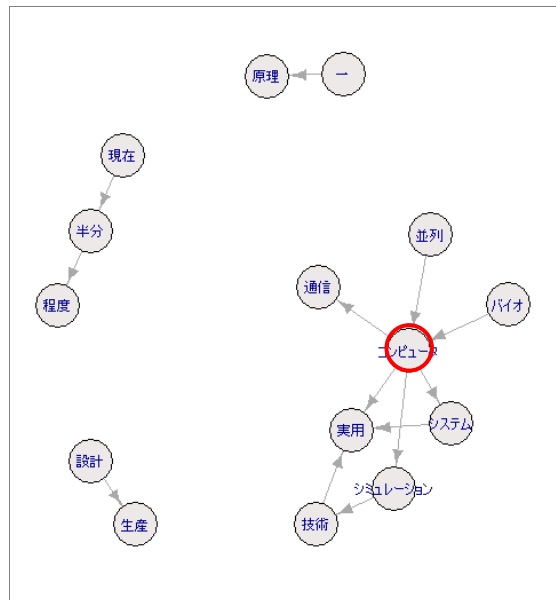 原理
一
現在
半分
程度
並列
通信
バイオ
コンピュータ
実用
システム
設計
シミュレーション
生産
技術